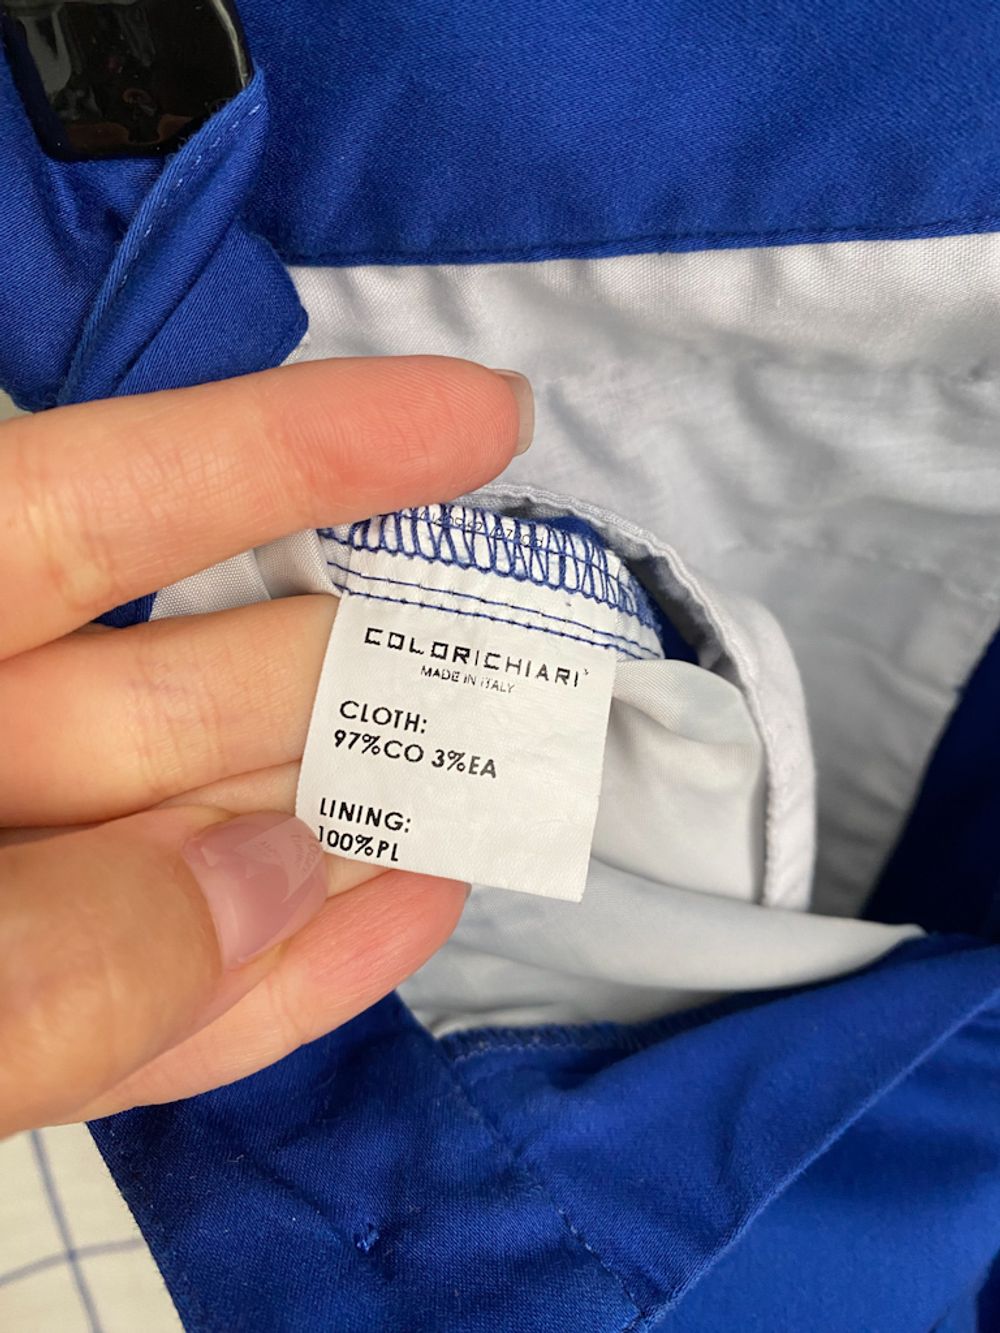 COLORICHIARI
MADE IN ITALY
CLOTH:
97%CO 3%EA
LINING:
100%PL